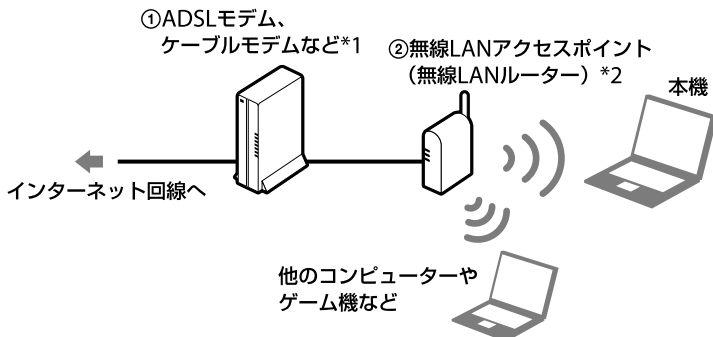 ①ADSLモデム、
ケーブルモデムなど*1
②無線LANアクセスポイント
（無線LANルーター）*2
本機
インターネット回線へ
他のコンピューターや
ゲーム機など